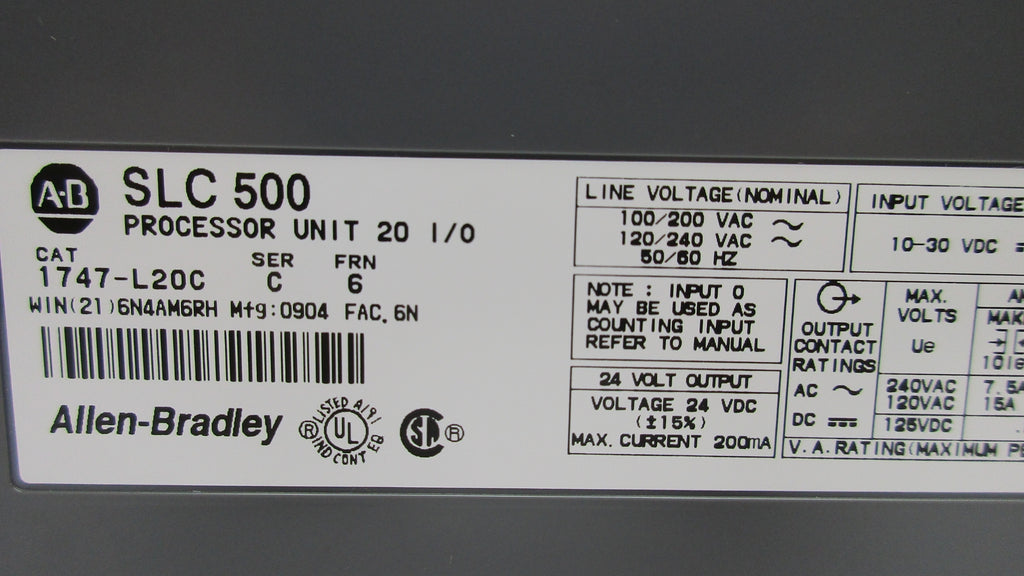 A-B
SLC 500
PROCESSOR UNIT 20 I/O
CAT SER FRN
1747-L20C C 6
WIN(21)6N4AM6RH Mfg:0904 FAC.6N
Allen-Bradley
LISTED A191
UL
IND CONT EQ
®
SA ®
LINE VOLTAGE(NOMINAL)
100/200 VAC ~
120/240 VAC ~
50/60 HZ
INPUT VOLTAGE
10-30 VDC
NOTE : INPUT 0
MAY BE USED AS
COUNTING INPUT
REFER TO MANUAL
24 VOLT OUTPUT
VOLTAGE 24 VDC
(±15%)
MAX. CURRENT 200mA
OUTPUT
CONTACT
RATINGS
MAX.
VOLTS
Ue
AC ~ 240VAC 7.5A
120VAC 15A
DC 125VDC
V.A.RATING(MAXIMUM